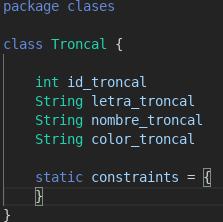 package clases
class Troncal {
int id_troncal
String letra_troncal
String nombre_troncal
String color_troncal
static constraints = {
}
}